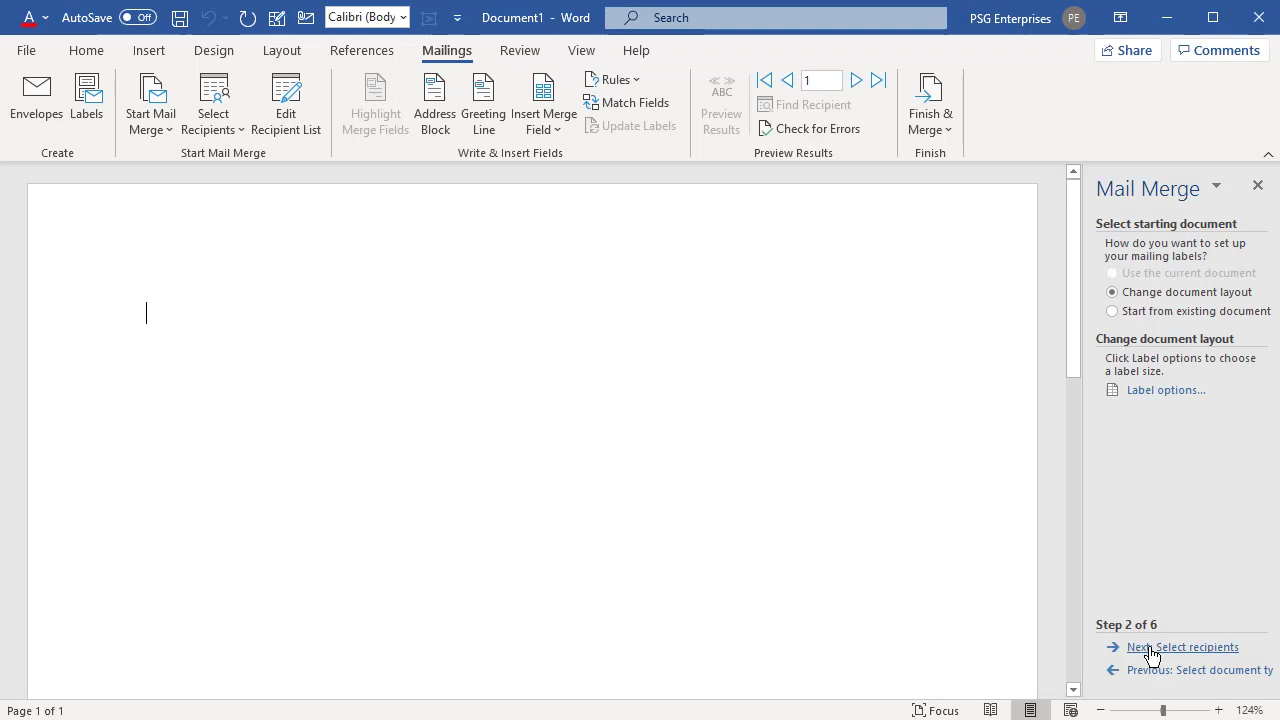 A AutoSave Off Calibri (Body Document1 - Word Search PSG Enterprises PE
File Home Insert Design Layout References Mailings Review View Help Share Comments
Envelopes Labels Start Mail Merge Select Recipients Edit Recipient List Highlight Merge Fields Address Block Greeting Line Insert Merge Field Rules Match Fields Update Labels << >> ABC Preview Results 1 Find Recipient Check for Errors Finish & Merge
Create Start Mail Merge Write & Insert Fields Preview Results Finish
Mail Merge
Select starting document
How do you want to set up
your mailing labels?
Use the current document
Change document layout
Start from existing document
Change document layout
Click Label options to choose
a label size.
Label options...
Step 2 of 6
Next: Select recipients
Previous: Select document ty
Page 1 of 1 Focus 124%